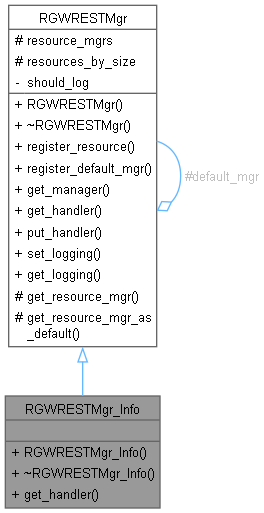 RGWRESTMgr
# resource_mgrs
# resources_by_size
- should_log
+ RGWRESTMgr()
+ ~RGWRESTMgr()
+ register_resource()
+ register_default_mgr()
+ get_manager()
+ get_handler()
+ put_handler()
+ set_logging()
+ get_logging()
# get_resource_mgr()
# get_resource_mgr_as
_default()
#default_mgr
RGWRESTMgr_Info
+ RGWRESTMgr_Info()
+ ~RGWRESTMgr_Info()
+ get_handler()